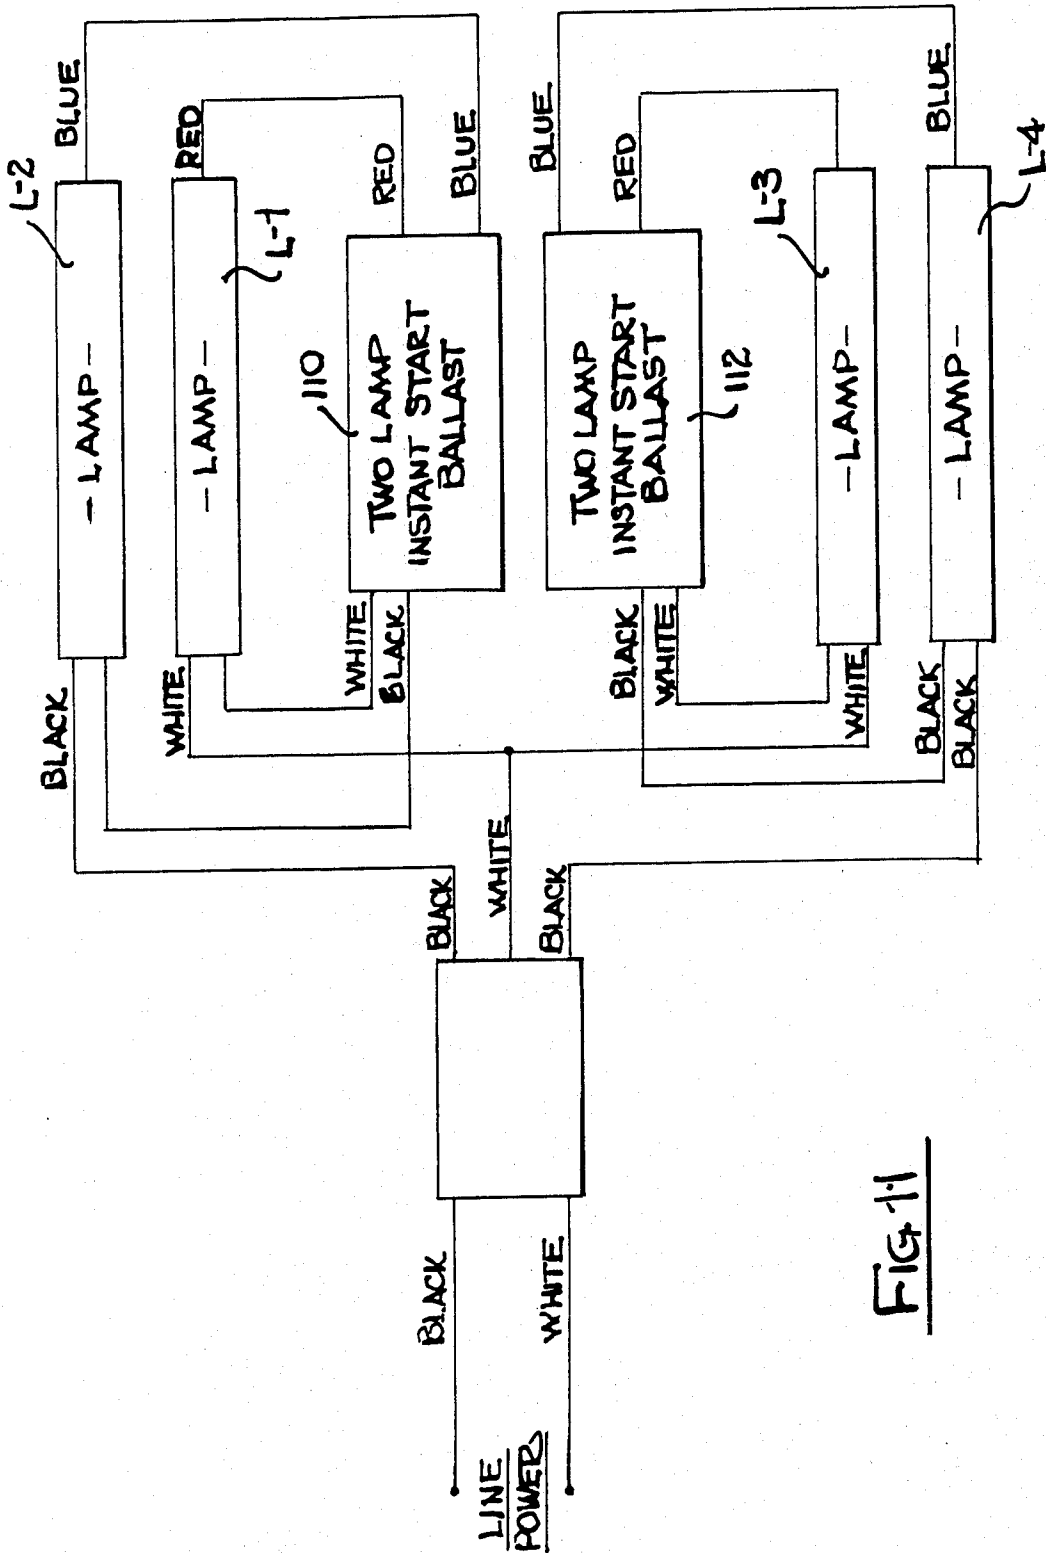 L-2
BLUE
-LAMP-
BLACK
RED
L-1
-LAMP-
WHITE
RED
BLUE
110
TWO LAMP
INSTANT START
BALLAST
WHITE
BLACK
BLUE
RED
TWO LAMP
INSTANT START
BALLAST
112
BLACK
WHITE
L-3
-LAMP-
WHITE
BLUE
L-4
-LAMP-
BLACK
BLACK
BLACK
WHITE
BLACK
BLACK
WHITE
LINE
POWER
FIG 11